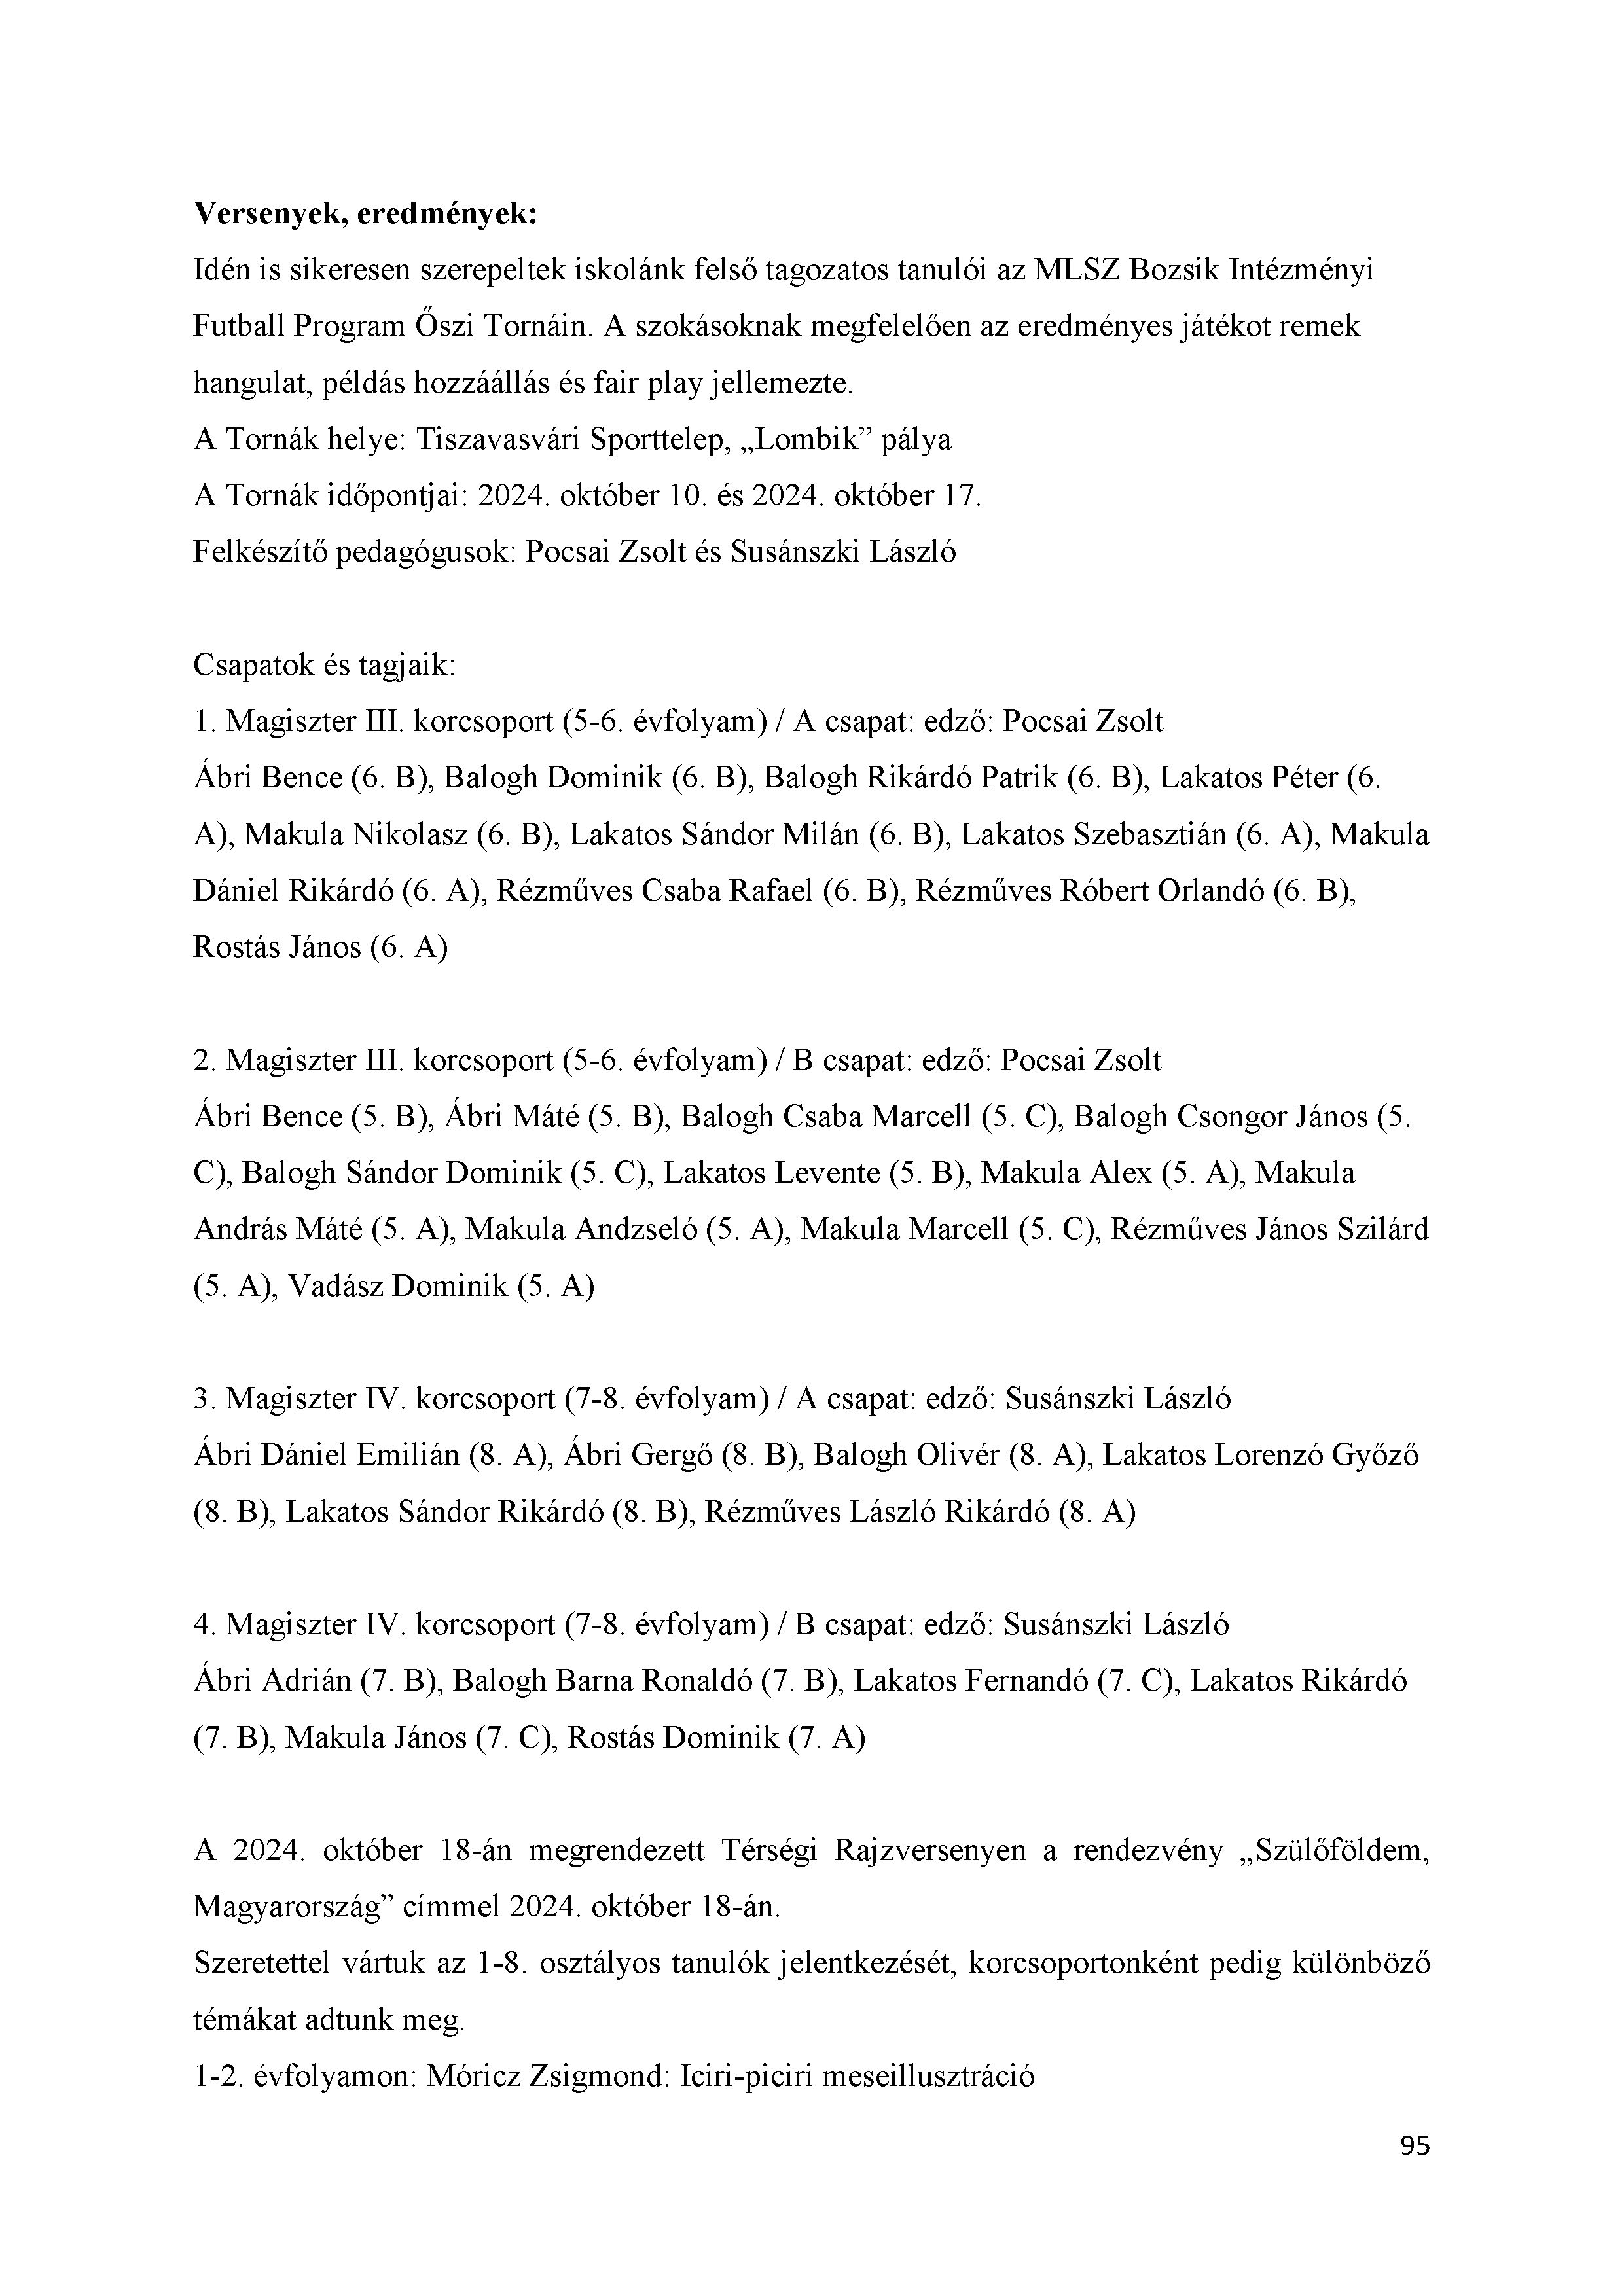 Versenyek, eredmények:
Idén is sikeresen szerepeltek iskolánk felső tagozatos tanulói az MLSZ Bozsik Intézményi
Futball Program Őszi Tornáin. A szokásoknak megfelelően az eredményes játékot remek
hangulat, példás hozzáállás és fair play jellemezte.
A Tornák helye: Tiszavasvári Sporttelep, „Lombik” pálya
A Tornák időpontjai: 2024. október 10. és 2024. október 17.
Felkészítő pedagógusok: Pocsai Zsolt és Susánszki László
Csapatok és tagjaik:
1. Magiszter III. korcsoport (5-6. évfolyam) / A csapat: edző: Pocsai Zsolt
Ábri Bence (6. B), Balogh Dominik (6. B), Balogh Rikárdó Patrik (6. B), Lakatos Péter (6.
A), Makula Nikolasz (6. B), Lakatos Sándor Milán (6. B), Lakatos Szebasztián (6. A), Makula
Dániel Rikárdó (6. A), Rézműves Csaba Rafael (6. B), Rézműves Róbert Orlandó (6. B),
Rostás János (6. A)
2. Magiszter III. korcsoport (5-6. évfolyam) / B csapat: edző: Pocsai Zsolt
Ábri Bence (5. B), Ábri Máté (5. B), Balogh Csaba Marcell (5. C), Balogh Csongor János (5.
C), Balogh Sándor Dominik (5. C), Lakatos Levente (5. B), Makula Alex (5. A), Makula
András Máté (5. A), Makula Andzseló (5. A), Makula Marcell (5. C), Rézműves János Szilárd
(5. A), Vadász Dominik (5. A)
3. Magiszter IV. korcsoport (7-8. évfolyam) / A csapat: edző: Susánszki László
Ábri Dániel Emilián (8. A), Ábri Gergő (8. B), Balogh Olivér (8. A), Lakatos Lorenzó Győző
(8. B), Lakatos Sándor Rikárdó (8. B), Rézműves László Rikárdó (8. A)
4. Magiszter IV. korcsoport (7-8. évfolyam) / B csapat: edző: Susánszki László
Ábri Adrián (7. B), Balogh Barna Ronaldó (7. B), Lakatos Fernandó (7. C), Lakatos Rikárdó
(7. B), Makula János (7. C), Rostás Dominik (7. A)
A 2024. október 18-án megrendezett Térségi Rajzversenyen a rendezvény „Szülőföldem,
Magyarország” címmel 2024. október 18-án.
Szeretettel vártuk az 1-8. osztályos tanulók jelentkezését, korcsoportonként pedig különböző
témákat adtunk meg.
1-2. évfolyamon: Móricz Zsigmond: Iciri-piciri meseillusztráció
95